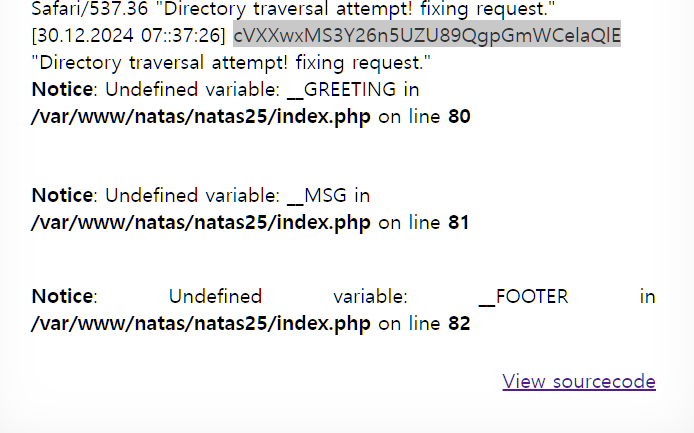 Safari/537.36 "Directory traversal attempt! fixing request."
[30.12.2024 07::37:26] cVXXwxMS3Y26n5UZU89QgpGmWCelaQlE
"Directory traversal attempt! fixing request."
Notice: Undefined variable: __GREETING in
/var/www/natas/natas25/index.php on line 80
Notice: Undefined variable: __MSG in
/var/www/natas/natas25/index.php on line 81
Notice: Undefined variable: __FOOTER in
/var/www/natas/natas25/index.php on line 82
View sourcecode